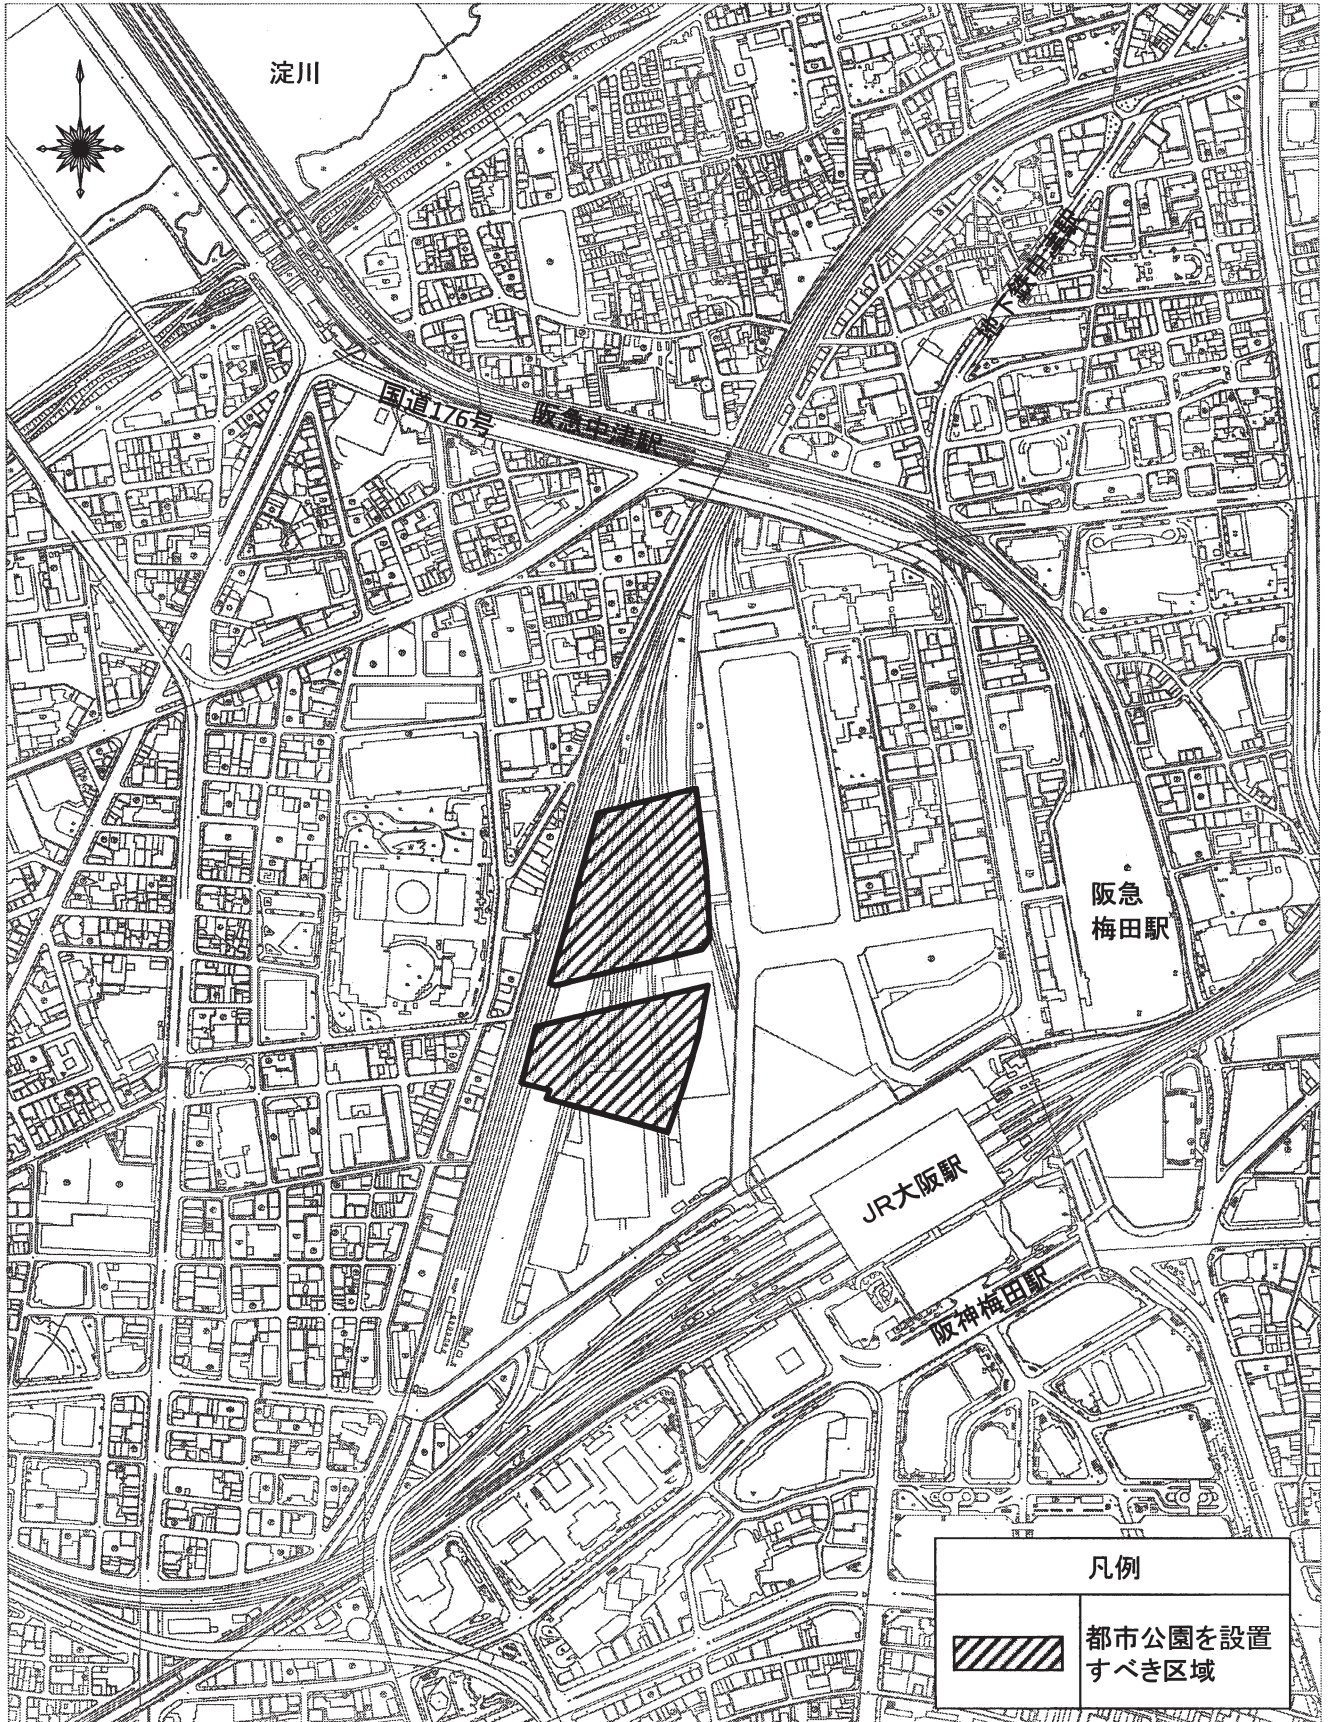 淀川
地下鉄中津駅
国道176号
阪急中津駅
阪急
梅田駅
JR大阪駅
阪神梅田駅
凡例
都市公園を設置
すべき区域